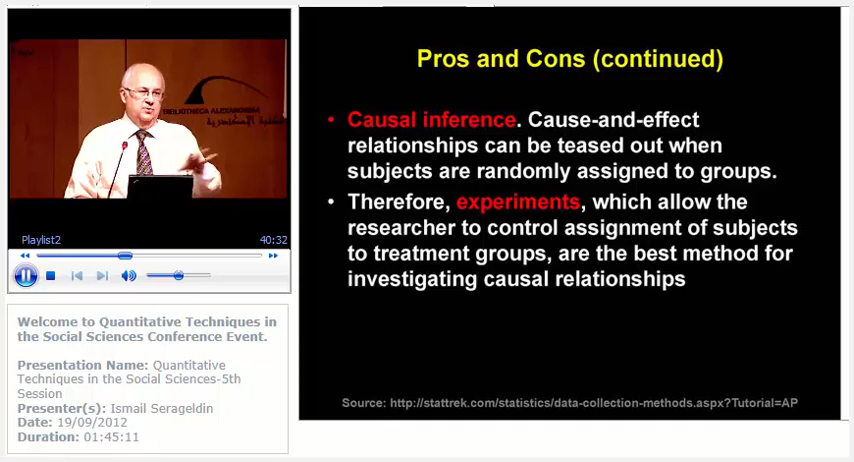 BIBLIOTHECA ALEXANDRINA
مكتبة الإسكندرية
Playlist2
40:32
Welcome to Quantitative Techniques in
the Social Sciences Conference Event.
Presentation Name: Quantitative
Techniques in the Social Sciences-5th
Session
Presenter(s): Ismail Serageldin
Date: 19/09/2012
Duration: 01:45:11
Pros and Cons (continued)
• Causal inference. Cause-and-effect
relationships can be teased out when
subjects are randomly assigned to groups.
• Therefore, experiments, which allow the
researcher to control assignment of subjects
to treatment groups, are the best method for
investigating causal relationships
Source: http://stattrek.com/statistics/data-collection-methods.aspx?Tutorial=AP